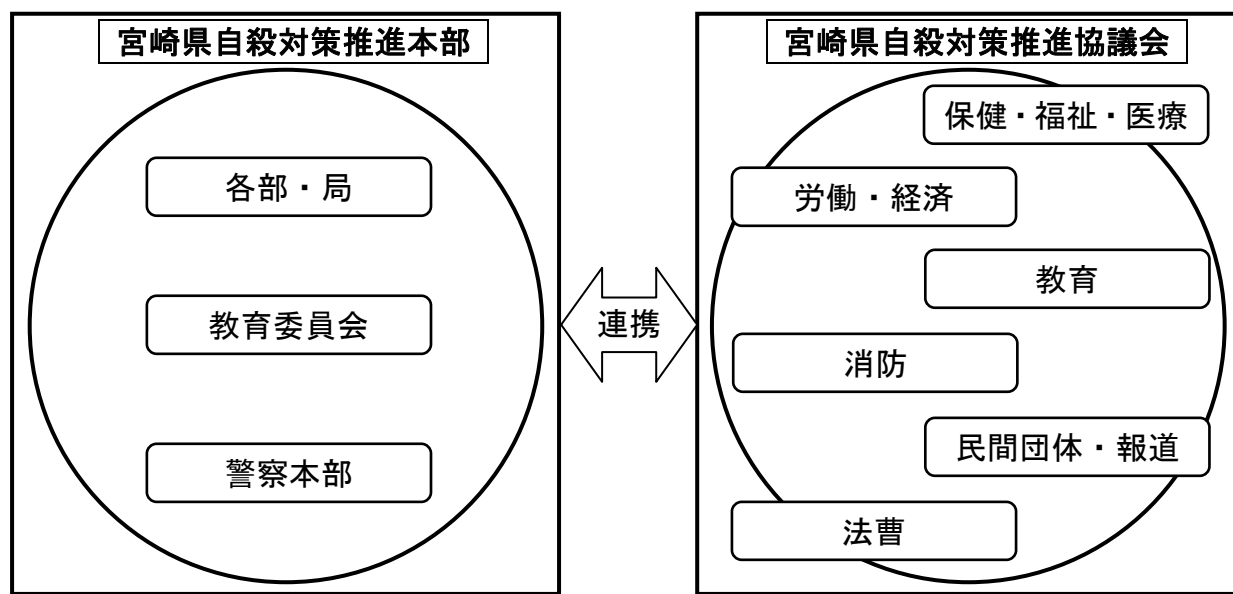 宮崎県自殺対策推進本部
各部・局
教育委員会
警察本部
連携
宮崎県自殺対策推進協議会
保健・福祉・医療
労働・経済
教育
消防
民間団体・報道
法曹